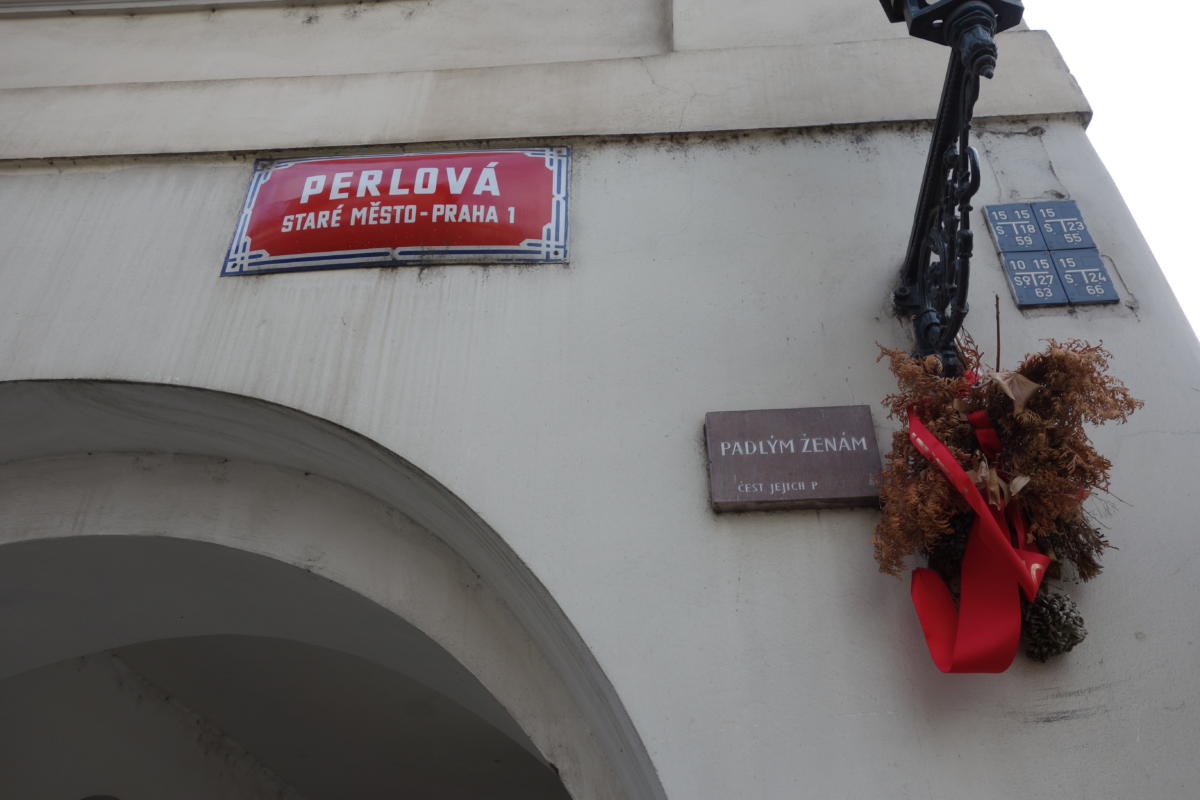 PERLOVÁ
STARÉ MĚSTO - PRAHA 1
15 15
S 18
59
15
S 23
55
10 15
27
63
15
S 24
66
PADLÝM ŽENÁM
ČEST JEJICH P